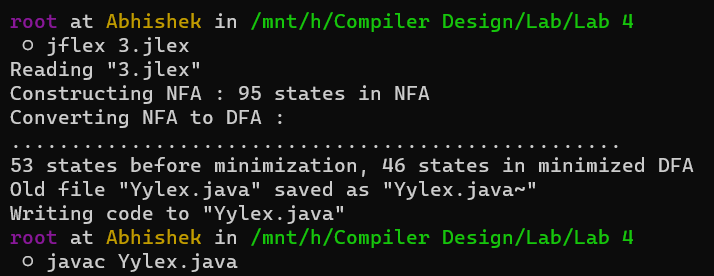 root at Abhishek in /mnt/h/Compiler Design/Lab/Lab 4
○ jflex 3.jlex
Reading "3.jlex"
Constructing NFA : 95 states in NFA
Converting NFA to DFA :
...................................................
53 states before minimization, 46 states in minimized DFA
Old file "Yylex.java" saved as "Yylex.java~"
Writing code to "Yylex.java"
root at Abhishek in /mnt/h/Compiler Design/Lab/Lab 4
○ javac Yylex.java